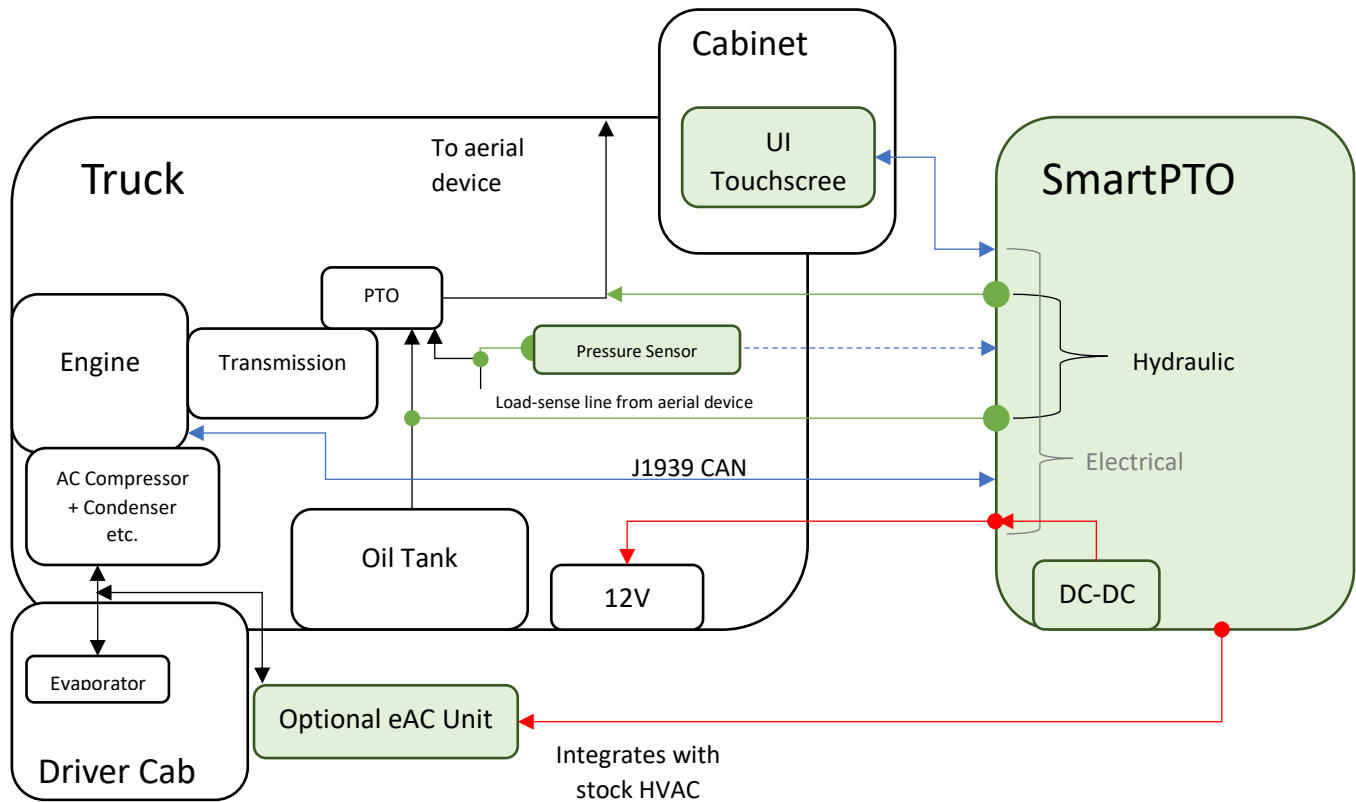 Cabinet
UI
Touchscree
To aerial
device
Truck
SmartPTO
PTO
Engine
Transmission
Pressure Sensor
Hydraulic
Load-sense line from aerial device
J1939 CAN
Electrical
AC Compressor
+ Condenser
etc.
Oil Tank
12V
DC-DC
Evaporator
Optional eAC Unit
Driver Cab
Integrates with
stock HVAC